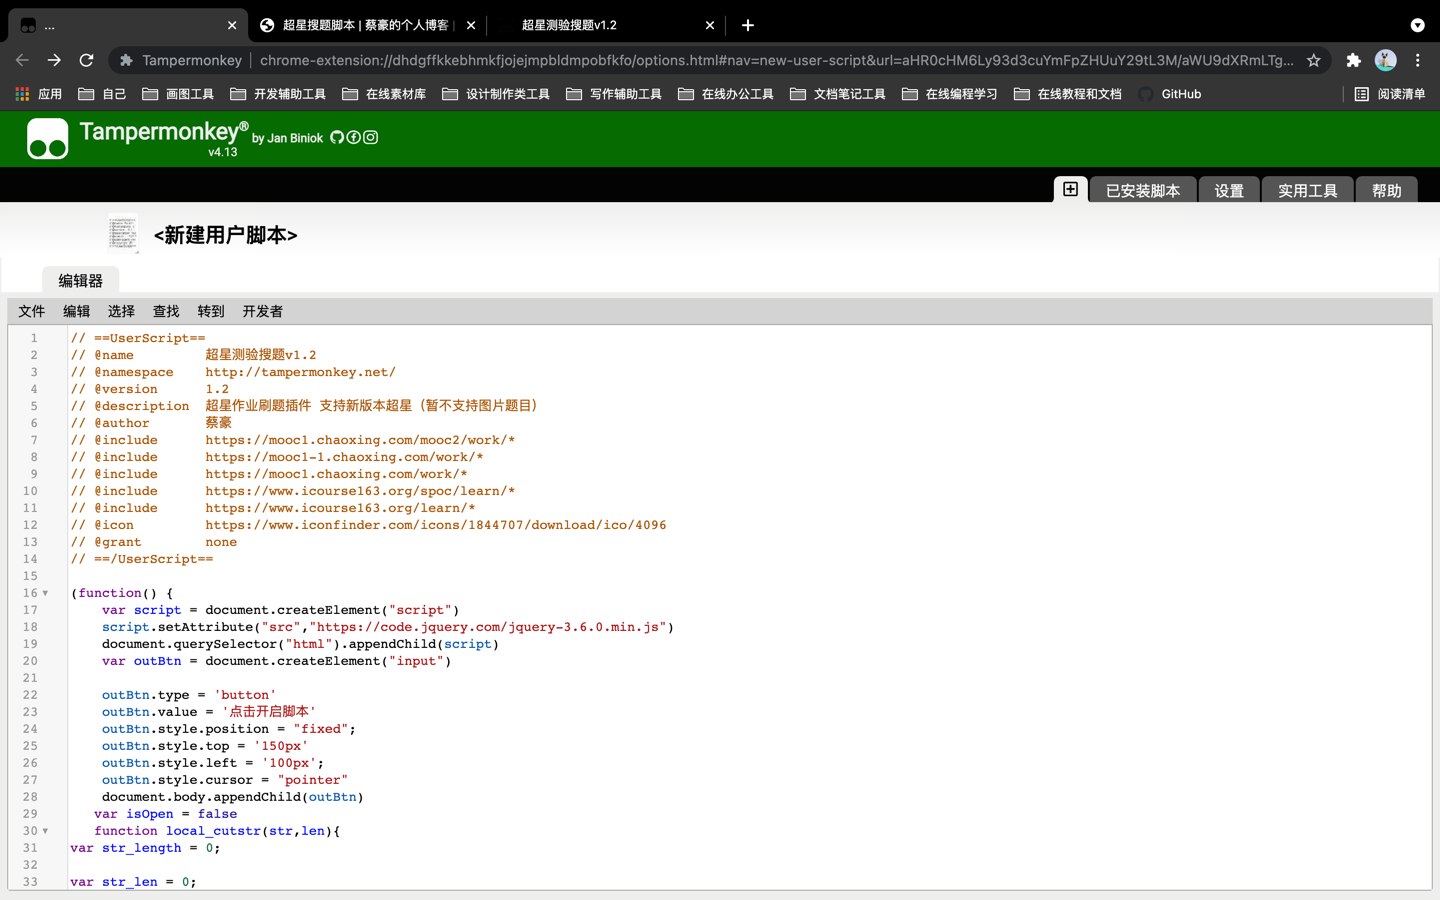 ...
超星搜题脚本 | 蔡豪的个人博客 |
超星测验搜题v1.2
Tampermonkey
chrome-extension://dhdgffkkebhmkfjojejmpbldmpobfkfo/options.html#nav=new-user-script&url=aHR0cHM6Ly93d3cuYmFpZHUuY29tL3M/aWU9dXRmLTg...
应用
自己
画图工具
开发辅助工具
在线素材库
设计制作类工具
写作辅助工具
在线办公工具
文档笔记工具
在线编程学习
在线教程和文档
GitHub
阅读清单
Tampermonkey® by Jan Biniok
v4.13
已安装脚本
设置
实用工具
帮助
<新建用户脚本>
编辑器
文件 编辑 选择 查找 转到 开发者
1 // ==UserScript==
2 // @name 超星测验搜题v1.2
3 // @namespace http://tampermonkey.net/
4 // @version 1.2
5 // @description 超星作业刷题插件 支持新版本超星（暂不支持图片题目）
6 // @author 蔡豪
7 // @include https://mooc1.chaoxing.com/mooc2/work/*
8 // @include https://mooc1-1.chaoxing.com/work/*
9 // @include https://mooc1.chaoxing.com/work/*
10 // @include https://www.icourse163.org/spoc/learn/*
11 // @include https://www.icourse163.org/learn/*
12 // @icon https://www.iconfinder.com/icons/1844707/download/ico/4096
13 // @grant none
14 // ==/UserScript==
15
16 (function() {
17 var script = document.createElement("script")
18 script.setAttribute("src","https://code.jquery.com/jquery-3.6.0.min.js")
19 document.querySelector("html").appendChild(script)
20 var outBtn = document.createElement("input")
21
22 outBtn.type = 'button'
23 outBtn.value = '点击开启脚本'
24 outBtn.style.position = "fixed";
25 outBtn.style.top = '150px'
26 outBtn.style.left = '100px';
27 outBtn.style.cursor = "pointer"
28 document.body.appendChild(outBtn)
29 var isOpen = false
30 function local_cutstr(str,len){
31 var str_length = 0;
32
33 var str_len = 0;